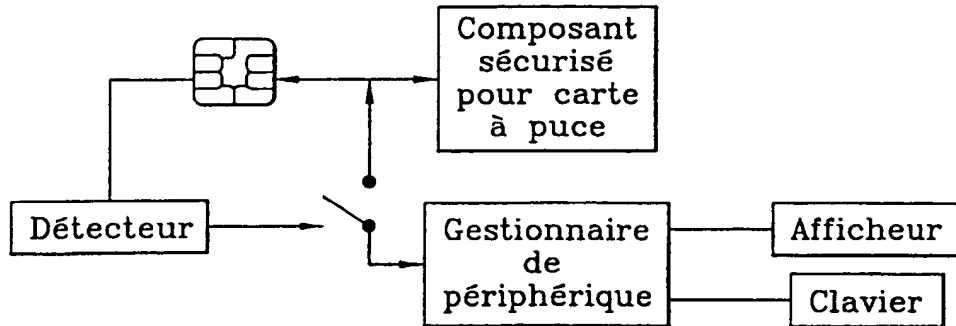 Composant
sécurisé
pour carte
à puce
Détecteur
Gestionnaire
de
périphérique
Afficheur
Clavier